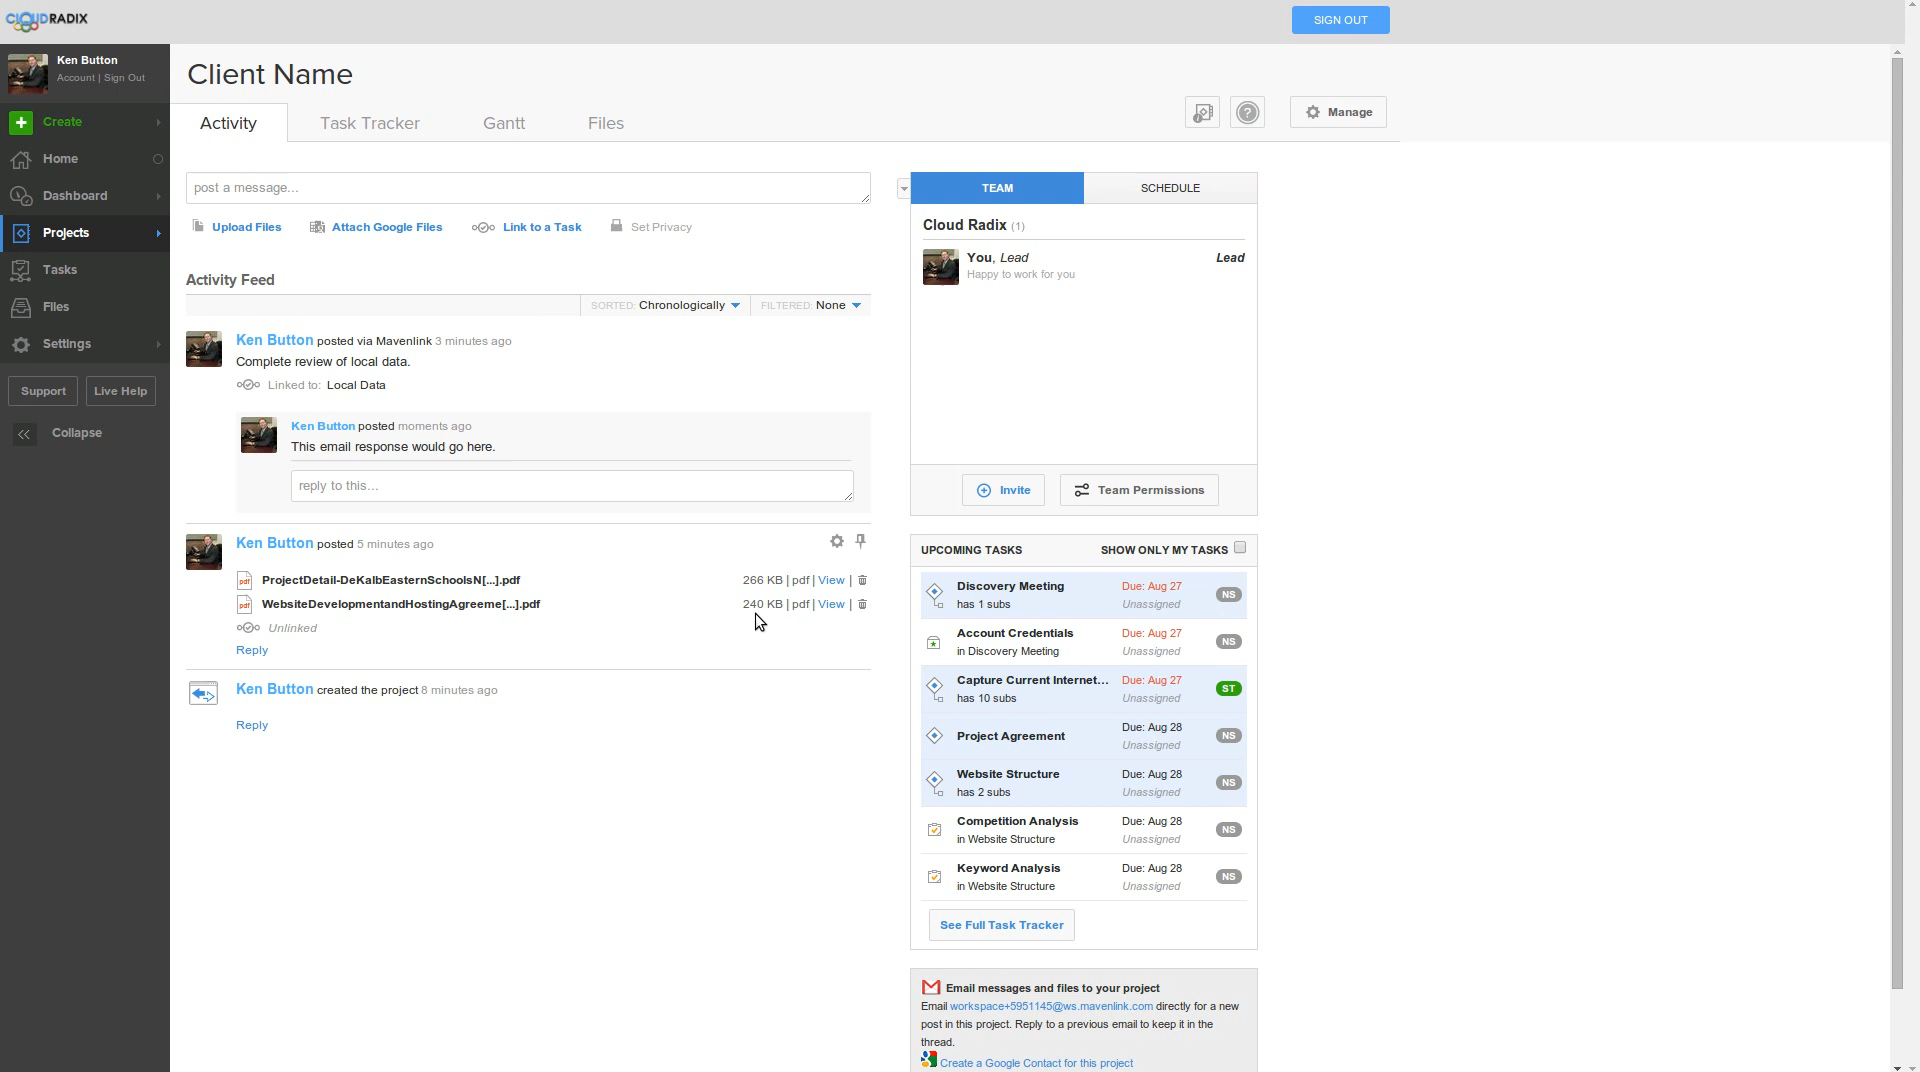 CLOUDRADIX
SIGN OUT
Ken Button
Account | Sign Out
Create
Home
Dashboard
Projects
Tasks
Files
Settings
Support
Live Help
Collapse
Client Name
Activity
Task Tracker
Gantt
Files
Manage
post a message...
Upload Files
Attach Google Files
Link to a Task
Set Privacy
Activity Feed
SORTED: Chronologically
FILTERED: None
Ken Button posted via Mavenlink 3 minutes ago
Complete review of local data.
Linked to: Local Data
Ken Button posted moments ago
This email response would go here.
reply to this...
Ken Button posted 5 minutes ago
pdf ProjectDetail-DeKalbEasternSchoolsN[...].pdf 266 KB | pdf | View |
pdf WebsiteDevelopmentandHostingAgreeme[...].pdf 240 KB | pdf | View |
Unlinked
Reply
Ken Button created the project 8 minutes ago
Reply
TEAM
SCHEDULE
Cloud Radix (1)
You, Lead Lead
Happy to work for you
Invite
Team Permissions
UPCOMING TASKS SHOW ONLY MY TASKS
Discovery Meeting Due: Aug 27 NS
has 1 subs Unassigned
Account Credentials Due: Aug 27 NS
in Discovery Meeting Unassigned
Capture Current Internet... Due: Aug 27 ST
has 10 subs Unassigned
Project Agreement Due: Aug 28 NS
Unassigned
Website Structure Due: Aug 28 NS
has 2 subs Unassigned
Competition Analysis Due: Aug 28 NS
in Website Structure Unassigned
Keyword Analysis Due: Aug 28 NS
in Website Structure Unassigned
See Full Task Tracker
Email messages and files to your project
Email workspace+5951145@ws.mavenlink.com directly for a new
post in this project. Reply to a previous email to keep it in the
thread.
Create a Google Contact for this project